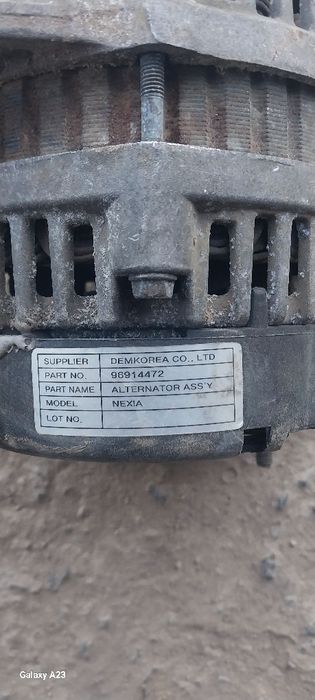 SUPPLIER DEMKOREA CO., LTD
PART NO. 96914472
PART NAME ALTERNATOR ASS'Y
MODEL NEXIA
LOT NO.
Galaxy A23